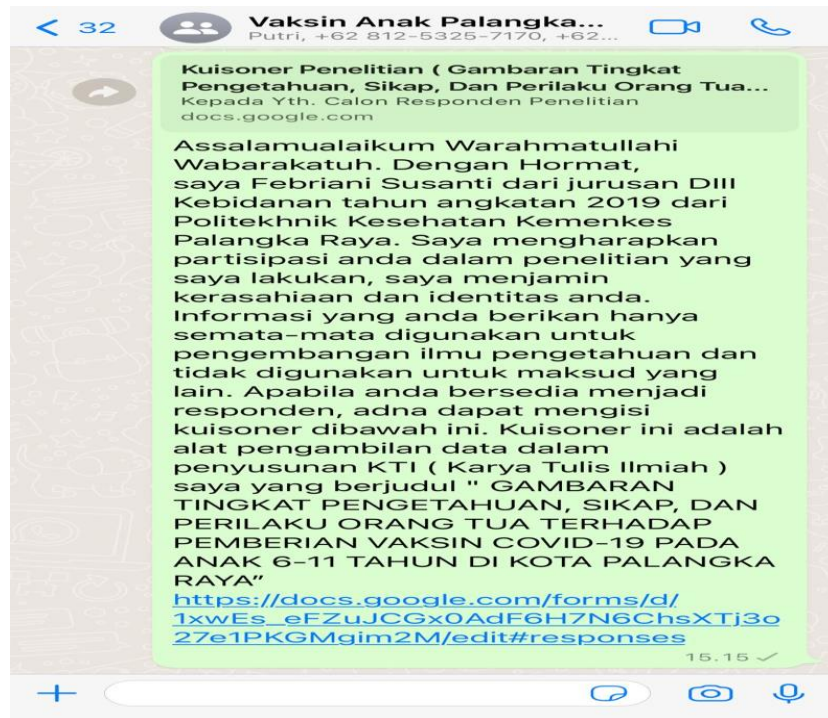 32
Vaksin Anak Palangka...
Putri, +62 812-5325-7170, +62...
Kuisoner Penelitian ( Gambaran Tingkat
Pengetahuan, Sikap, Dan Perilaku Orang Tua...
Kepada Yth. Calon Responden Penelitian
docs.google.com
Assalamualaikum Warahmatullahi
Wabarakatuh. Dengan Hormat,
saya Febriani Susanti dari jurusan DIII
Kebidanan tahun angkatan 2019 dari
Politekhnik Kesehatan Kemenkes
Palangka Raya. Saya mengharapkan
partisipasi anda dalam penelitian yang
saya lakukan, saya menjamin
kerasahiaan dan identitas anda.
Informasi yang anda berikan hanya
semata-mata digunakan untuk
pengembangan ilmu pengetahuan dan
tidak digunakan untuk maksud yang
lain. Apabila anda bersedia menjadi
responden, adna dapat mengisi
kuisoner dibawah ini. Kuisoner ini adalah
alat pengambilan data dalam
penyusunan KTI ( Karya Tulis Ilmiah )
saya yang berjudul " GAMBARAN
TINGKAT PENGETAHUAN, SIKAP, DAN
PERILAKU ORANG TUA TERHADAP
PEMBERIAN VAKSIN COVID-19 PADA
ANAK 6-11 TAHUN DI KOTA PALANGKA
RAYA"
https://docs.google.com/forms/d/
1xwEs_eFZuJCGx0AdF6H7N6ChsXTj3o
27e1PKGMgim2M/edit#responses
15.15